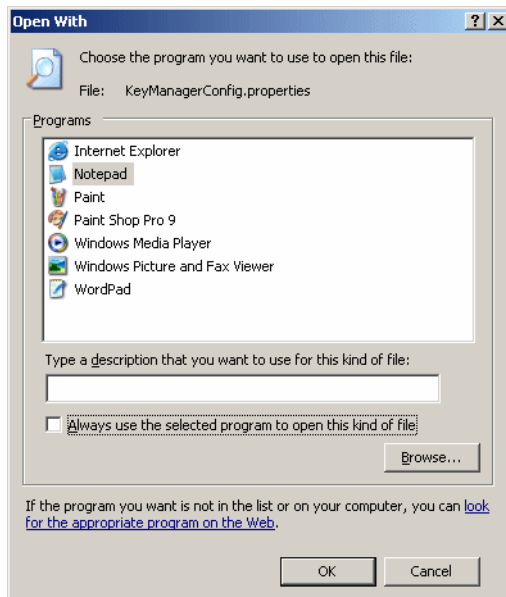 Open With
Choose the program you want to use to open this file:
File: KeyManagerConfig.properties
Programs
Internet Explorer
Notepad
Paint
Paint Shop Pro 9
Windows Media Player
Windows Picture and Fax Viewer
WordPad
Type a description that you want to use for this kind of file:
Always use the selected program to open this kind of file
Browse...
If the program you want is not in the list or on your computer, you can look
for the appropriate program on the Web.
OK Cancel